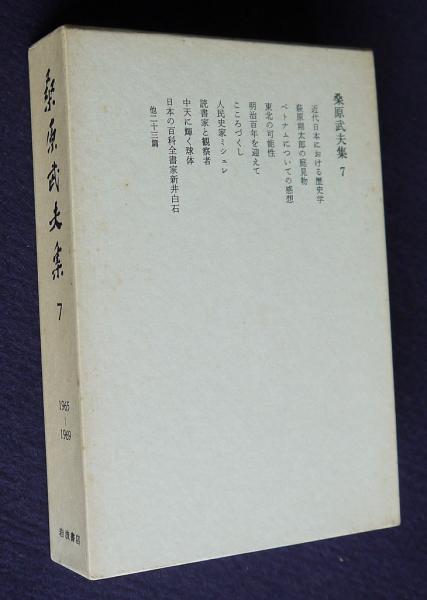 桑原武夫集
7
1965
–
1969
岩波書店
桑原武夫集 7
近代日本における歴史学
萩原朔太郎の庭見物
ベトナムについての感想
東北の可能性
明治百年を迎えて
こころづくし
人民史家ミシュレ
読書家と観察者
中天に輝く球体
日本の百科全書家新井白石
他二十三篇